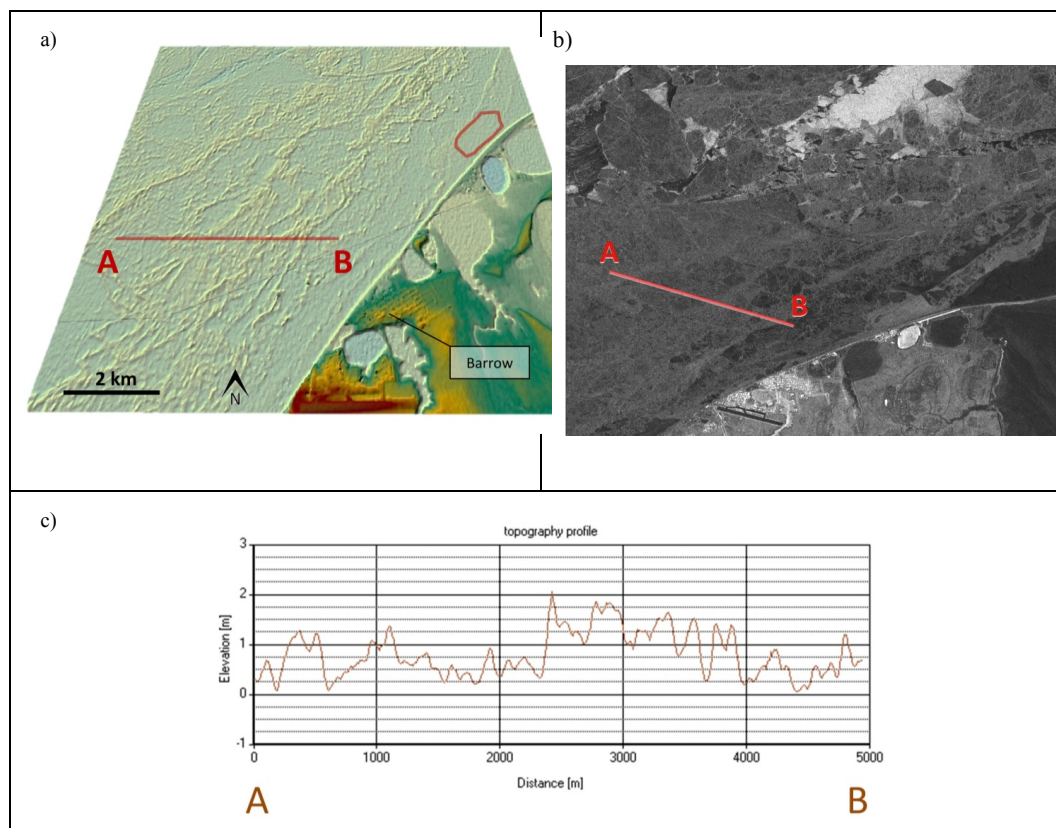 a)
A
B
Barrow
2 km
N
b)
A
B
c)
topography profile
3
2
1
0
-1
Elevation [m]
0 1000 2000 3000 4000 5000
Distance [m]
A B